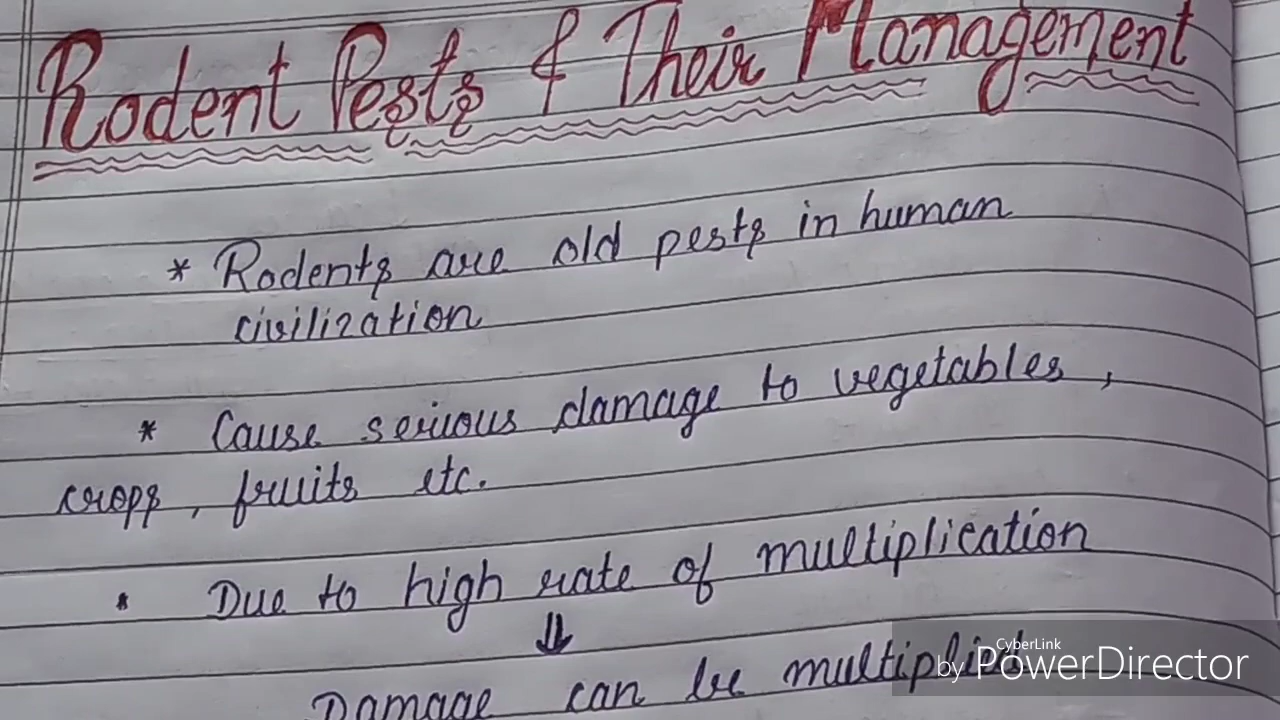 Rodent Pests & Their Management
* Rodents are old pests in human
civilization
* Cause serious damage to vegetables,
crops, fruits etc.
* Due to high rate of multiplication
⇓
Damage can be multiplied
CyberLink
by PowerDirector